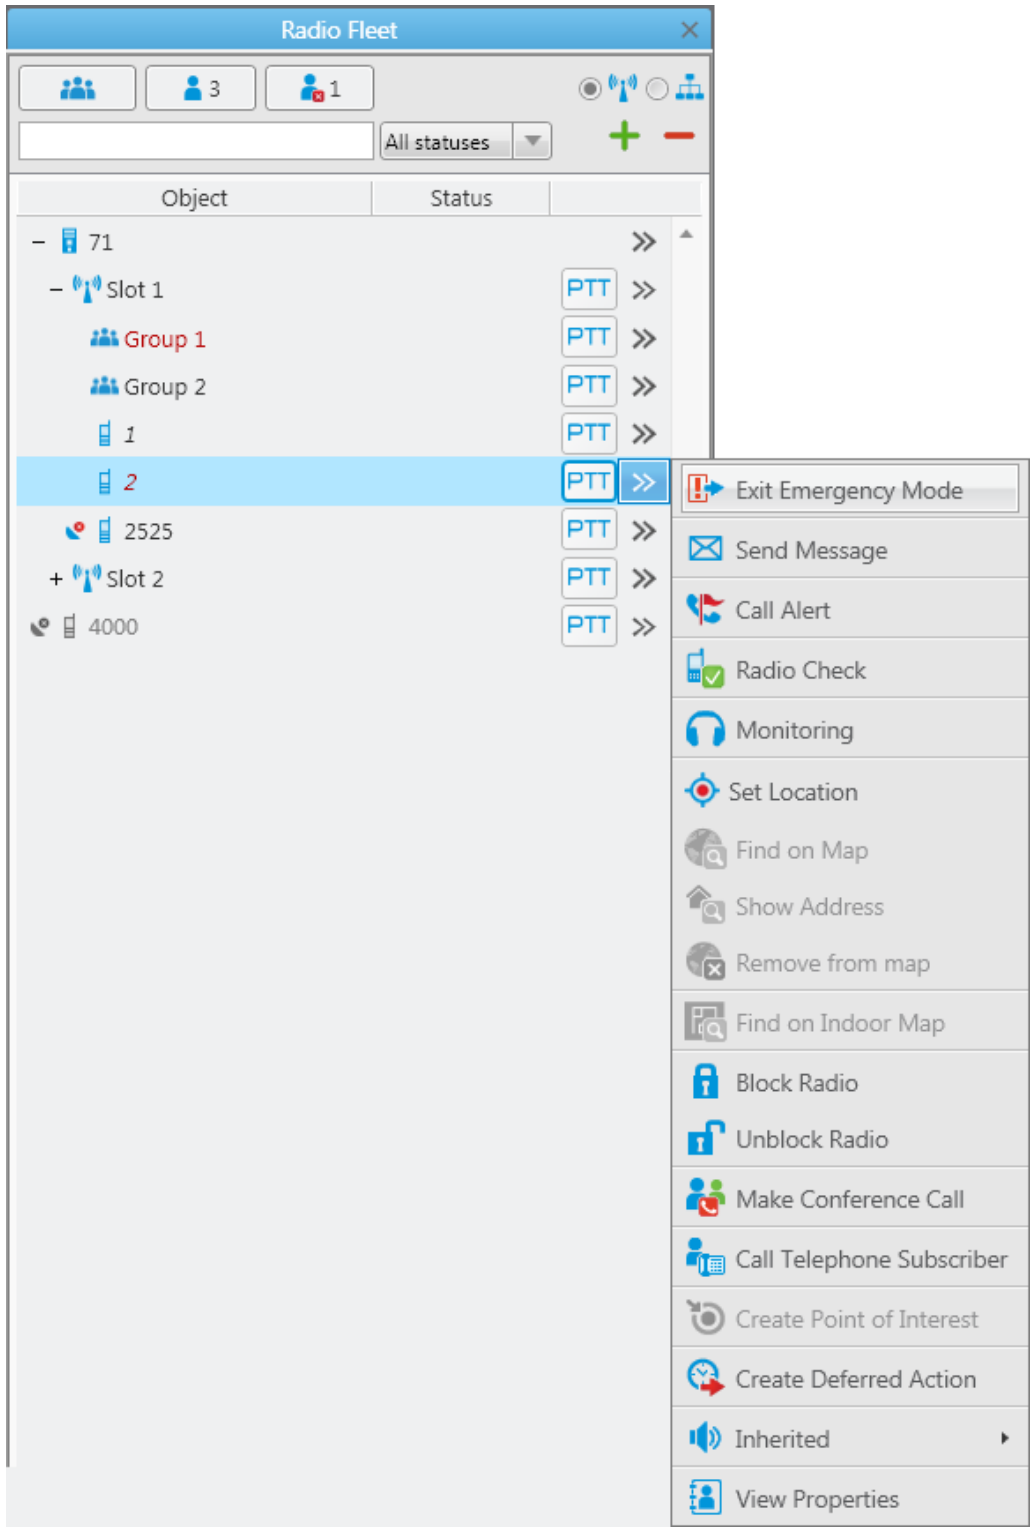 Radio Fleet
3
1
All statuses
Object Status
71
Slot 1 PTT
Group 1 PTT
Group 2 PTT
1 PTT
2 PTT
2525 PTT
Slot 2 PTT
4000 PTT
Exit Emergency Mode
Send Message
Call Alert
Radio Check
Monitoring
Set Location
Find on Map
Show Address
Remove from map
Find on Indoor Map
Block Radio
Unblock Radio
Make Conference Call
Call Telephone Subscriber
Create Point of Interest
Create Deferred Action
Inherited
View Properties